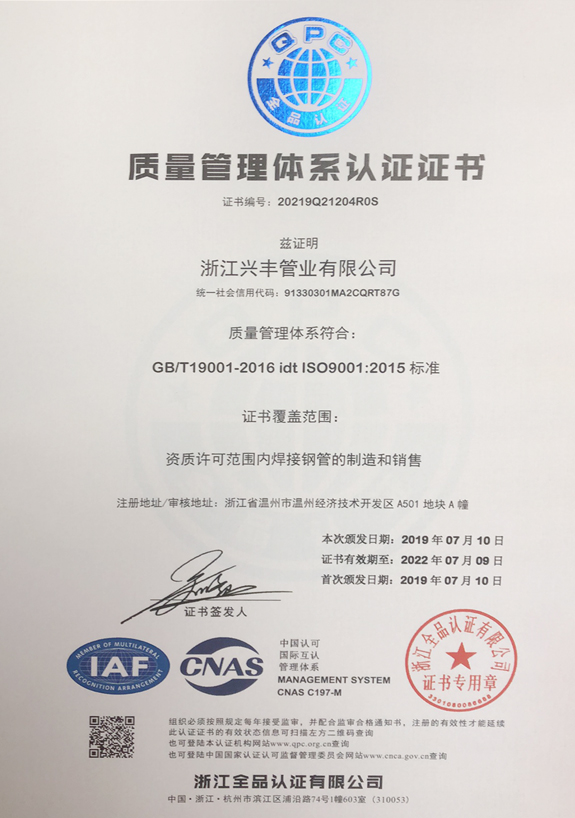 QPC
全品认可
质量管理体系认证证书
证书编号：20219Q21204R0S
兹证明
浙江兴丰管业有限公司
统一社会信用代码：91330301MA2CQRT87G
质量管理体系符合：
GB/T19001-2016 idt ISO9001:2015 标准
证书覆盖范围：
资质许可范围内焊接钢管的制造和销售
注册地址/审核地址：浙江省温州市温州经济技术开发区 A501 地块 A 幢
本次颁发日期：2019 年 07 月 10 日
证书有效期至：2022 年 07 月 09 日
首次颁发日期：2019 年 07 月 10 日
证书签发人
MEMBER OF MULTILATERAL
IAF
RECOGNITION ARRANGEMENT
CNAS
中国认可
国际互认
管理体系
MANAGEMENT SYSTEM
CNAS C197-M
浙江全品认证有限公司
证书专用章
组织必须按照规定每年接受监审，并配合监审合格通知书，注册的有效性才能延续
此认证证书的有效状态信息可扫描左方二维码查询
也可登陆本认证机构网站www.qpc.org.cn查询
也可登陆中国国家认证认可监督管理委员会网站www.cnca.gov.cn查询
浙江全品认证有限公司
中国·浙江·杭州市滨江区浦沿路74号1幢603室（310053）